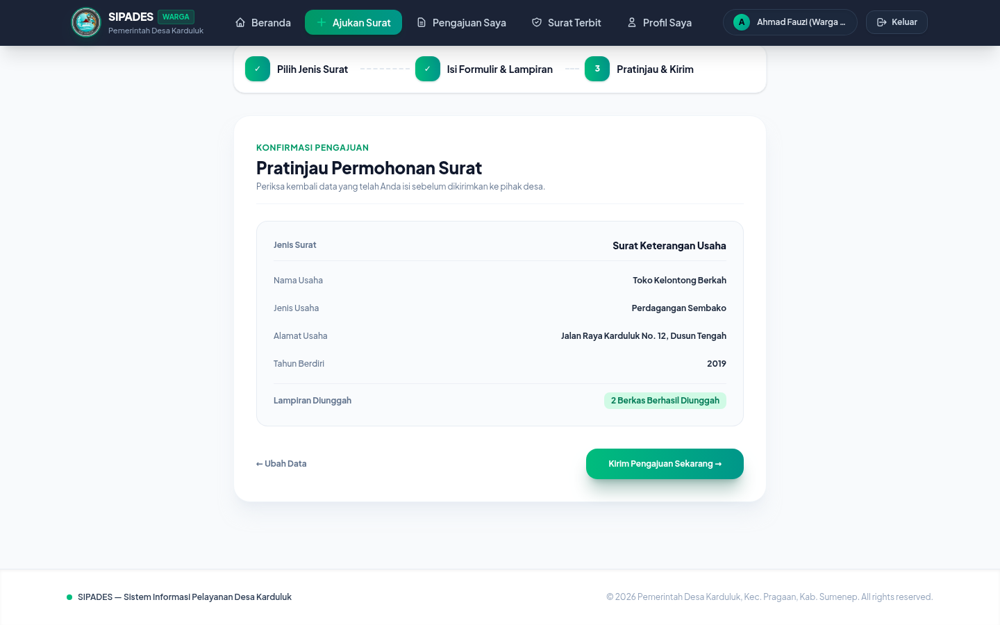 SIPADES WARGA
Pemerintah Desa Karduluk
Beranda
Ajukan Surat
Pengajuan Saya
Surat Terbit
Profil Saya
A Ahmad Fauzi (Warga ...
Keluar
✓ Pilih Jenis Surat
✓ Isi Formulir & Lampiran
3 Pratinjau & Kirim
KONFIRMASI PENGAJUAN
Pratinjau Permohonan Surat
Periksa kembali data yang telah Anda isi sebelum dikirimkan ke pihak desa.
Jenis Surat Surat Keterangan Usaha
Nama Usaha Toko Kelontong Berkah
Jenis Usaha Perdagangan Sembako
Alamat Usaha Jalan Raya Karduluk No. 12, Dusun Tengah
Tahun Berdiri 2019
Lampiran Diunggah 2 Berkas Berhasil Diunggah
← Ubah Data
Kirim Pengajuan Sekarang →
SIPADES — Sistem Informasi Pelayanan Desa Karduluk
© 2026 Pemerintah Desa Karduluk, Kec. Pragaan, Kab. Sumenep. All rights reserved.